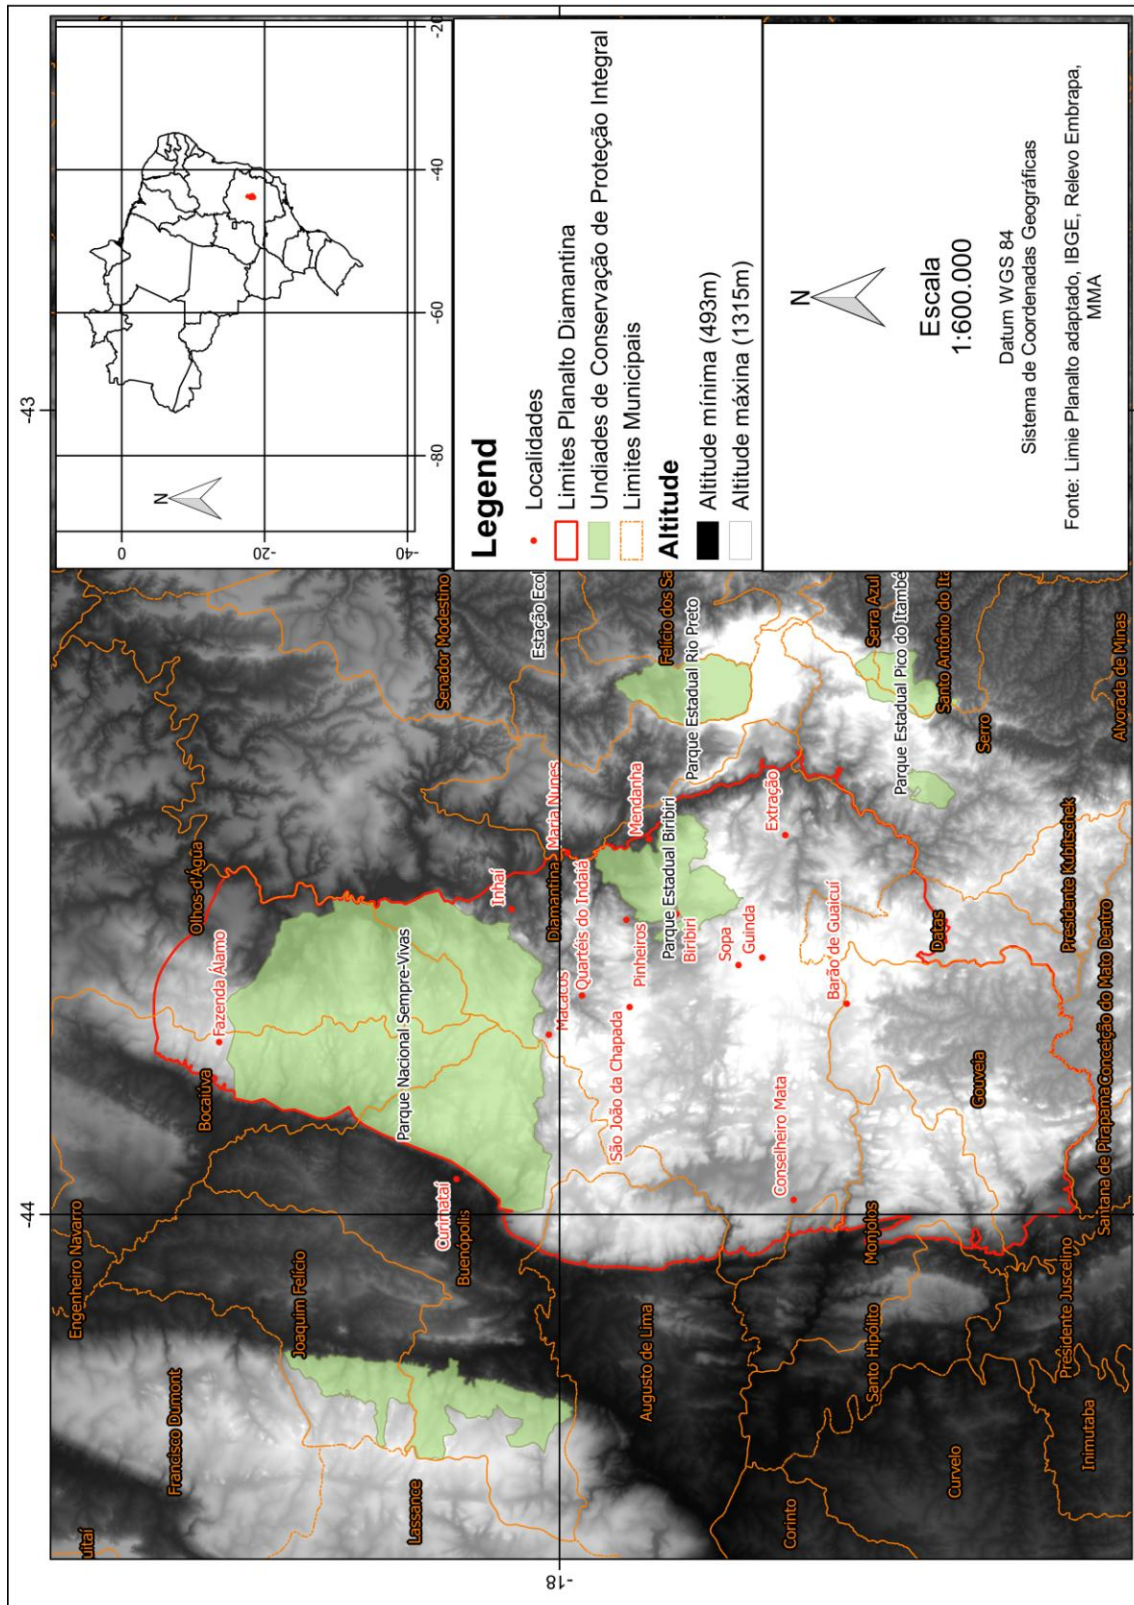 -43
0
-20
-40
-80
-60
-40
-20
N
Legend
Localidades
Limites Planalto Diamantina
Undiades de Conservação de Proteção Integral
Limites Municipais
Altitude
Altitude mínima (493m)
Altitude máxina (1315m)
N
Escala
1:600.000
Datum WGS 84
Sistema de Coordenadas Geográficas
Fonte: Limie Planalto adaptado, IBGE, Relevo Embrapa,
MMA
-44
-18
uitaí
Engenheiro Navarro
Francisco Dumont
Joaquim Felício
Lassance
Bocaiúva
Olhos-d'Água
Fazenda Álamo
Parque Nacional Sempre-Vivas
Curimataí
Buenópolis
Senador Modestino
Estação Ecol
Inhaí
Diamantina
Maria Nunes
Macacos
Quartéis do Indaiá
Mendanha
Pinheiros
São João da Chapada
Parque Estadual Biribiri
Biribiri
Felício dos Sa
Parque Estadual Rio Preto
Augusto de Lima
Sopa
Guinda
Extração
Conselheiro Mata
Barão de Guaicuí
Corinto
Santo Hipólito
Monjolos
Serra Azul
Parque Estadual Pico do Itambé
Santo Antônio do Ita
Datas
Serro
Gouveia
Curvelo
Presidente Kubitschek
Presidente Juscelino
Inimutaba
Santana de Pirapama
Conceição do Mato Dentro
Alvorada de Minas